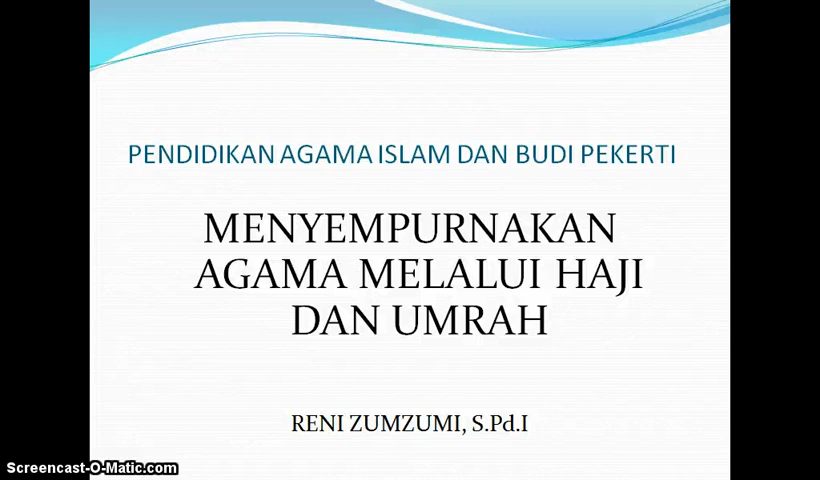 PENDIDIKAN AGAMA ISLAM DAN BUDI PEKERTI
MENYEMPURNAKAN
AGAMA MELALUI HAJI
DAN UMRAH
RENI ZUMZUMI, S.Pd.I
Screencast-O-Matic.com